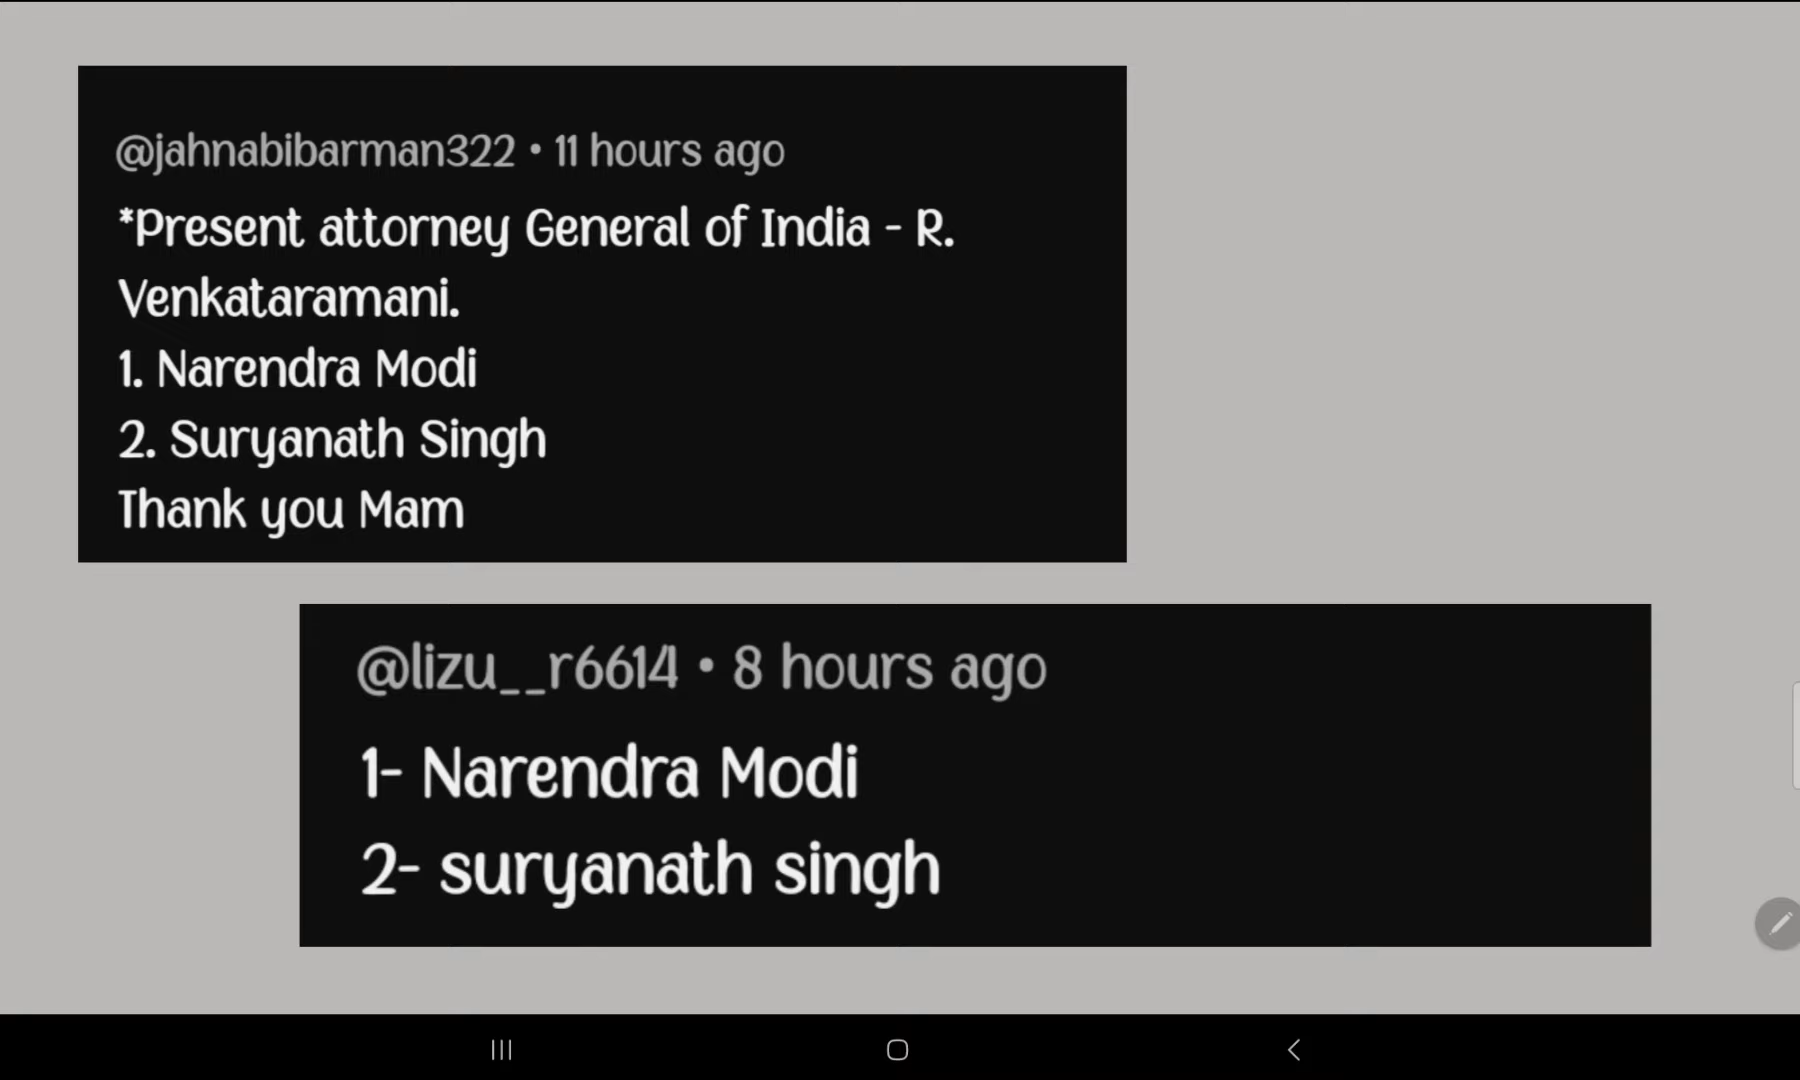 @jahnabibarman322 • 11 hours ago
*Present attorney General of India - R.
Venkataramani.
1. Narendra Modi
2. Suryanath Singh
Thank you Mam
@lizu__r6614 • 8 hours ago
1- Narendra Modi
2- suryanath singh